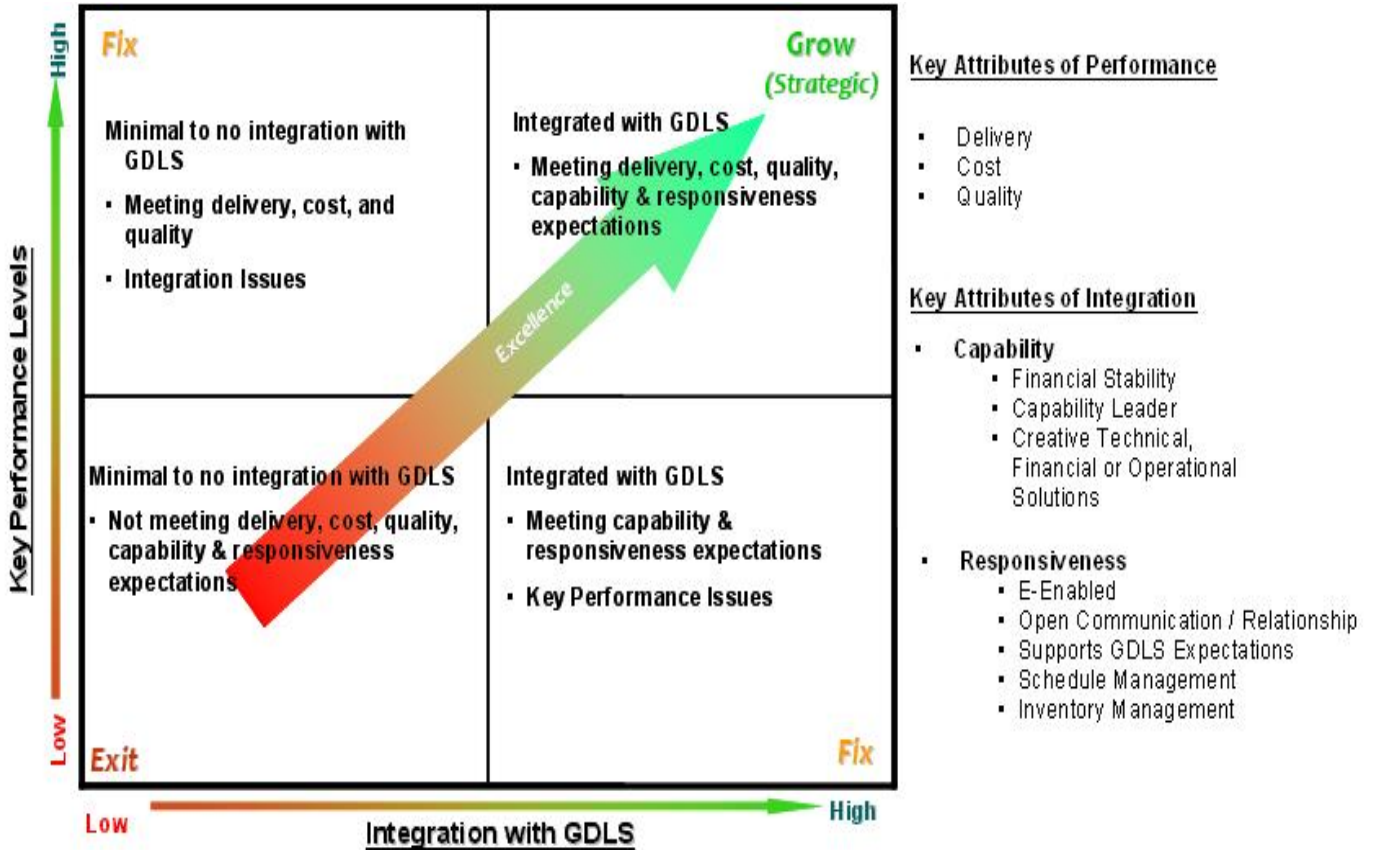 Key Performance Levels
High
Low
Fix
Minimal to no integration with
GDLS
▪ Meeting delivery, cost, and
quality
▪ Integration Issues
Grow
(Strategic)
Integrated with GDLS
▪ Meeting delivery, cost, quality,
capability & responsiveness
expectations
Excellence
Minimal to no integration with GDLS
▪ Not meeting delivery, cost, quality,
capability & responsiveness
expectations
Exit
Integrated with GDLS
▪ Meeting capability &
responsiveness expectations
▪ Key Performance Issues
Fix
Low
High
Integration with GDLS
Key Attributes of Performance
▪ Delivery
▪ Cost
▪ Quality
Key Attributes of Integration
▪ Capability
▪ Financial Stability
▪ Capability Leader
▪ Creative Technical,
Financial or Operational
Solutions
▪ Responsiveness
▪ E-Enabled
▪ Open Communication / Relationship
▪ Supports GDLS Expectations
▪ Schedule Management
▪ Inventory Management